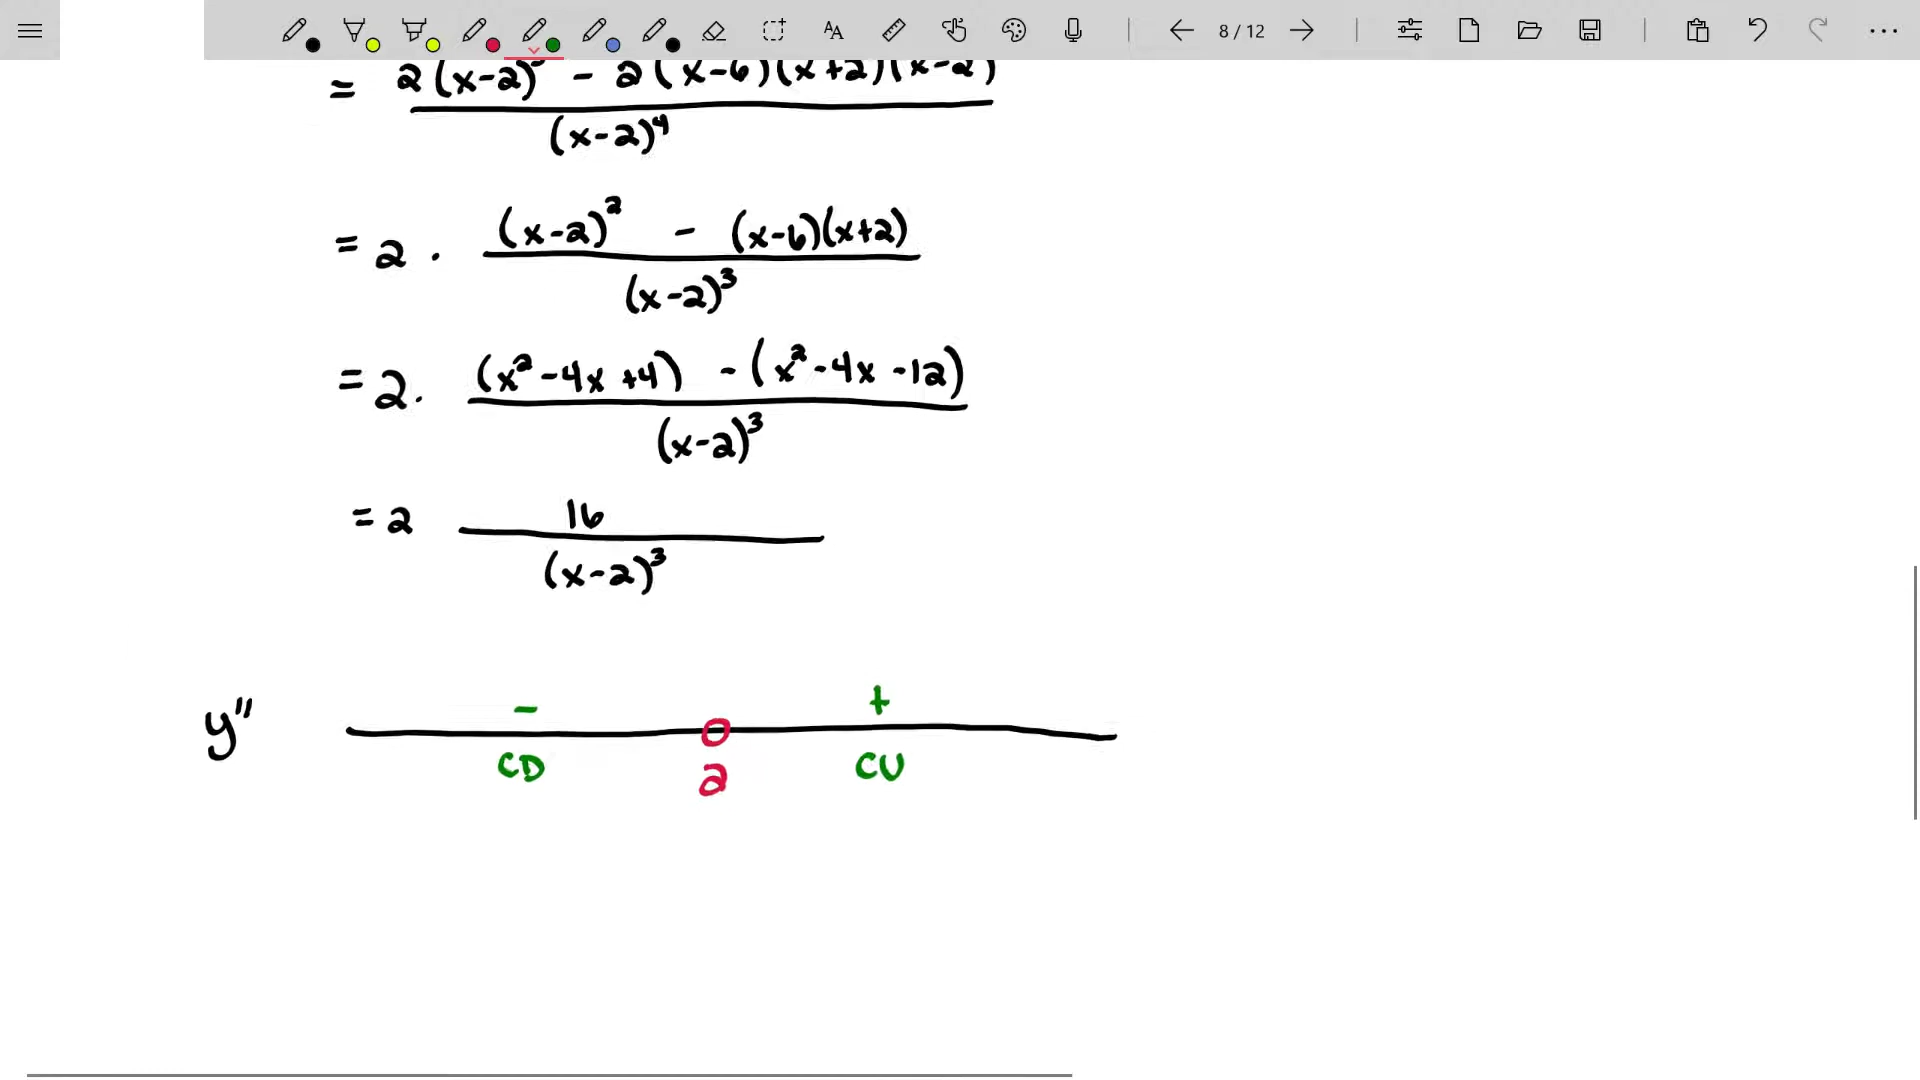 8 / 12
= 2(x-2)² - 2(x-6)(x+2)(x-2)
(x-2)⁴
= 2 · (x-2)² - (x-6)(x+2)
(x-2)³
= 2 · (x²-4x+4) - (x²-4x-12)
(x-2)³
= 2 16
(x-2)³
- +
y"
CD 2 CU